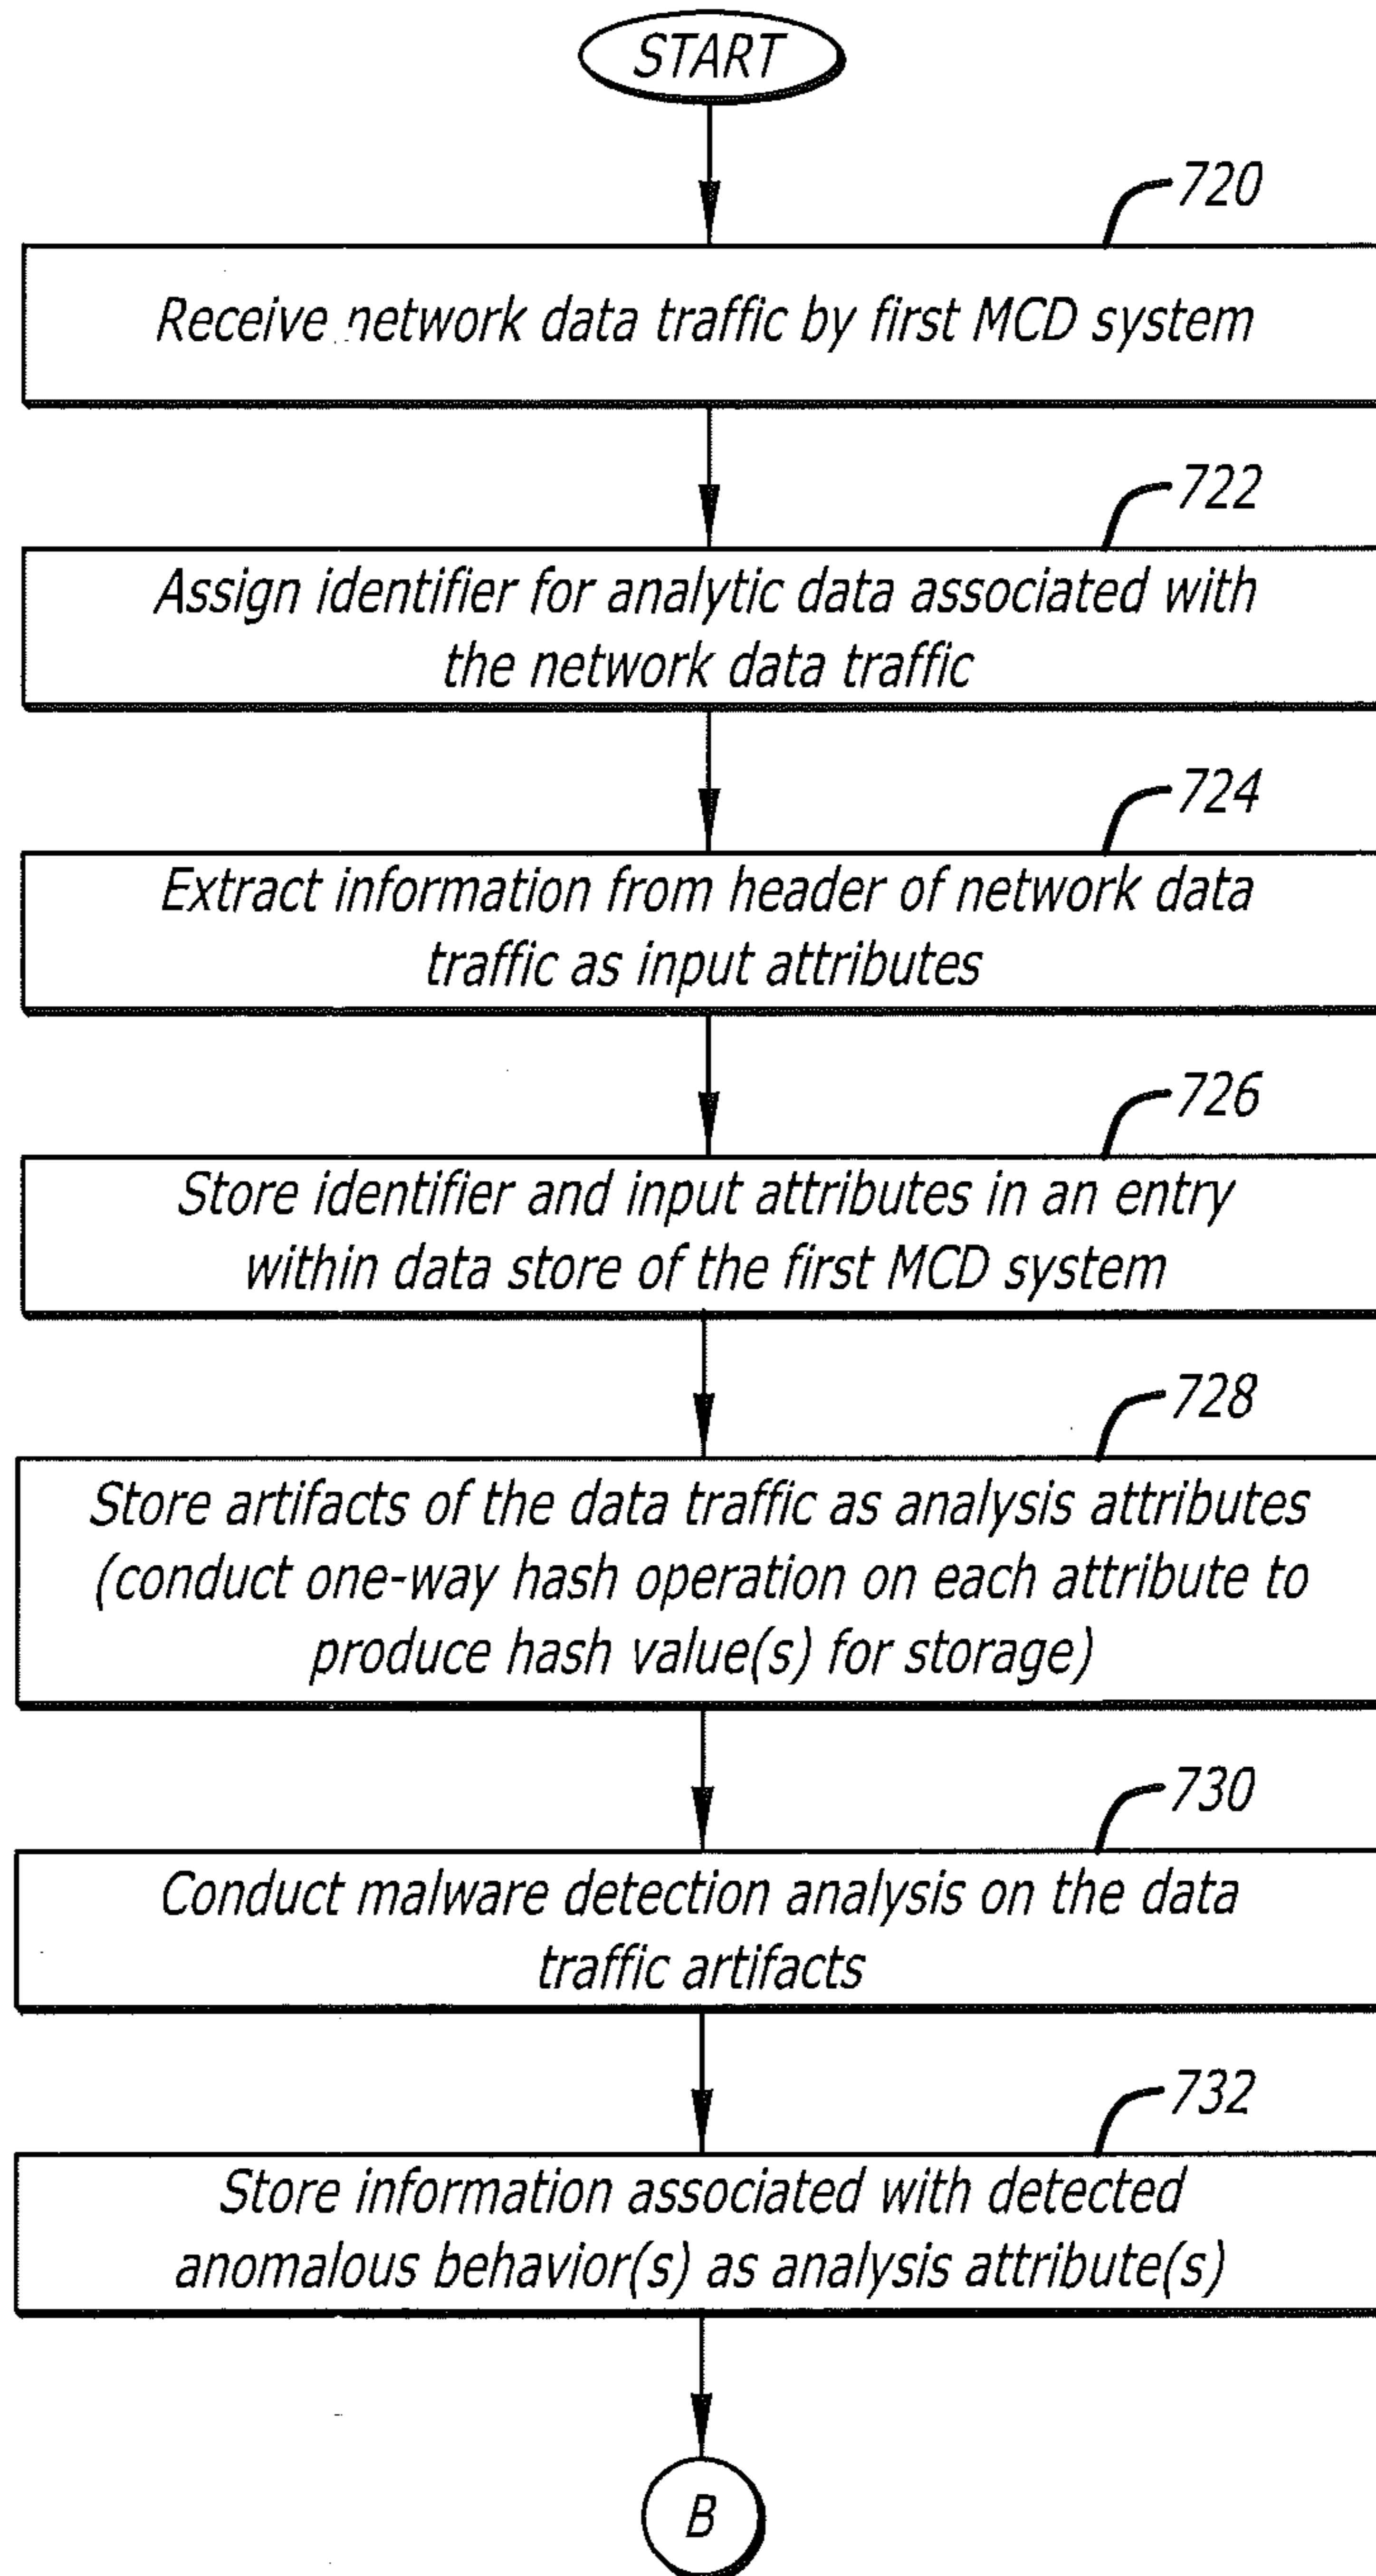 START
720
Receive network data traffic by first MCD system
722
Assign identifier for analytic data associated with
the network data traffic
724
Extract information from header of network data
traffic as input attributes
726
Store identifier and input attributes in an entry
within data store of the first MCD system
728
Store artifacts of the data traffic as analysis attributes
(conduct one-way hash operation on each attribute to
produce hash value(s) for storage)
730
Conduct malware detection analysis on the data
traffic artifacts
732
Store information associated with detected
anomalous behavior(s) as analysis attribute(s)
B